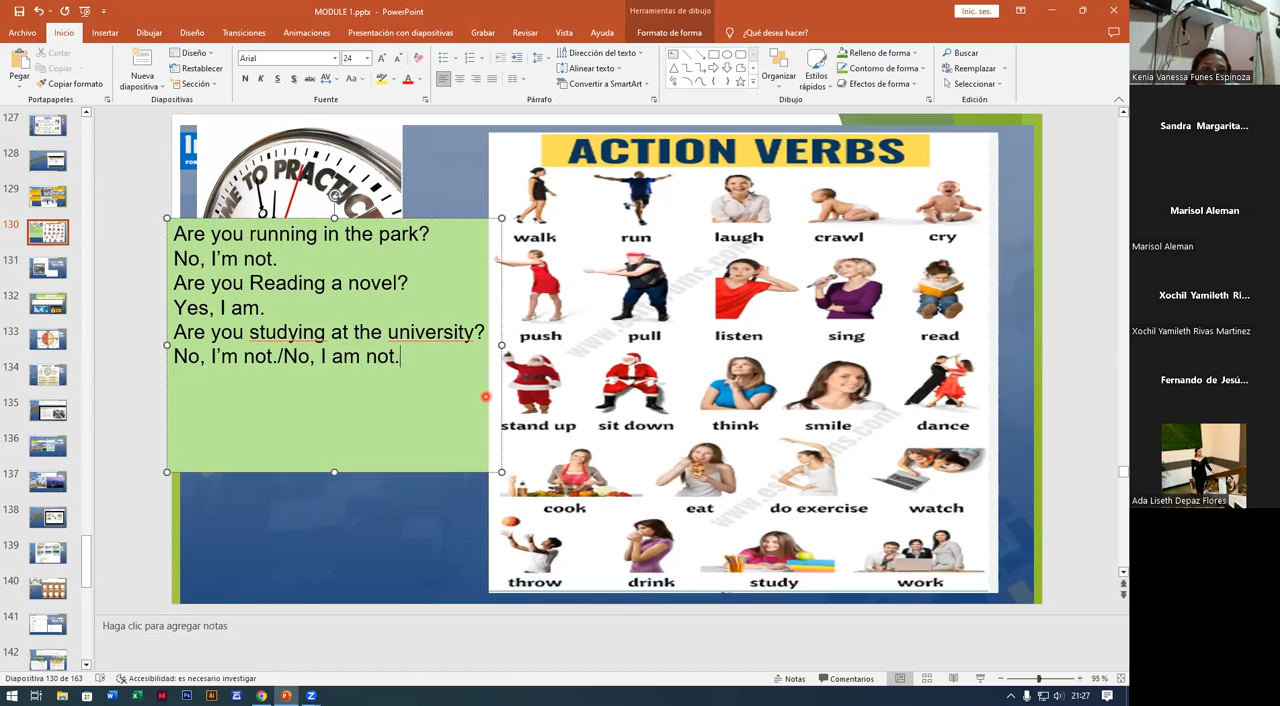 MODULE 1.pptx - PowerPoint
Herramientas de dibujo
Inic. ses.
Archivo Inicio Insertar Dibujar Diseño Transiciones Animaciones Presentación con diapositivas Grabar Revisar Vista Ayuda Formato de forma ¿Qué desea hacer?
Pegar
Cortar
Copiar
Copiar formato
Portapapeles
Nueva
diapositiva
Diseño
Restablecer
Sección
Diapositivas
Arial 24
Fuente
Dirección del texto
Alinear texto
Convertir a SmartArt
Párrafo
Organizar
Estilos
rápidos
Relleno de forma
Contorno de forma
Efectos de forma
Dibujo
Buscar
Reemplazar
Seleccionar
Edición
127
128
129
130
131
132
133
134
135
136
137
138
139
140
141
142
TIME TO PRACTICE
Are you running in the park?
No, I'm not.
Are you Reading a novel?
Yes, I am.
Are you studying at the university?
No, I'm not./No, I am not.
ACTION VERBS
walk run laugh crawl cry
push pull listen sing read
stand up sit down think smile dance
cook eat do exercise watch
throw drink study work
Haga clic para agregar notas
Diapositiva 130 de 163 Accesibilidad: es necesario investigar Notas Comentarios 95 %
21:27
Kenia Vanessa Funes Espinoza
Sandra Margarita...
Marisol Aleman
Marisol Aleman
Xochil Yamileth Ri...
Xochil Yamileth Rivas Martinez
Fernando de Jesú...
Ada Liseth Depaz Flores